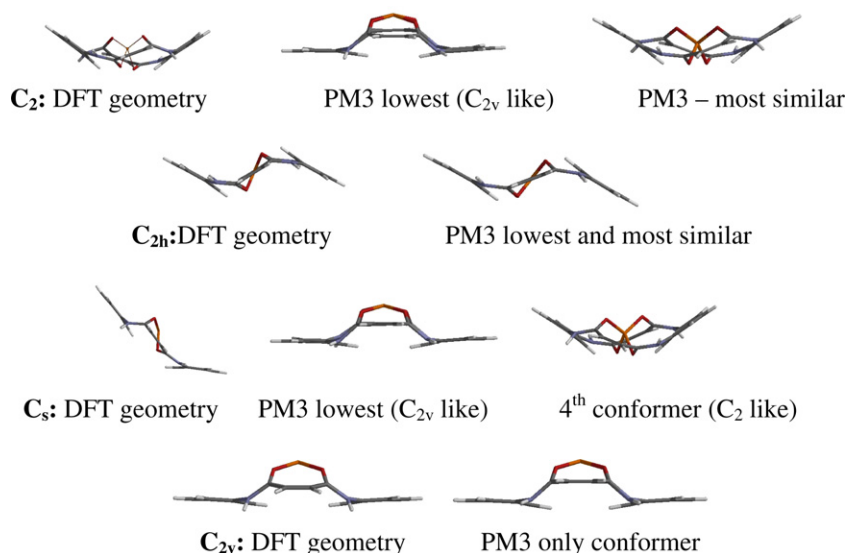 C₂: DFT geometry PM3 lowest (C₂ᵥ like) PM3 – most similar
C₂ₕ:DFT geometry PM3 lowest and most similar
Cₛ: DFT geometry PM3 lowest (C₂ᵥ like) 4ᵗʰ conformer (C₂ like)
C₂ᵥ: DFT geometry PM3 only conformer